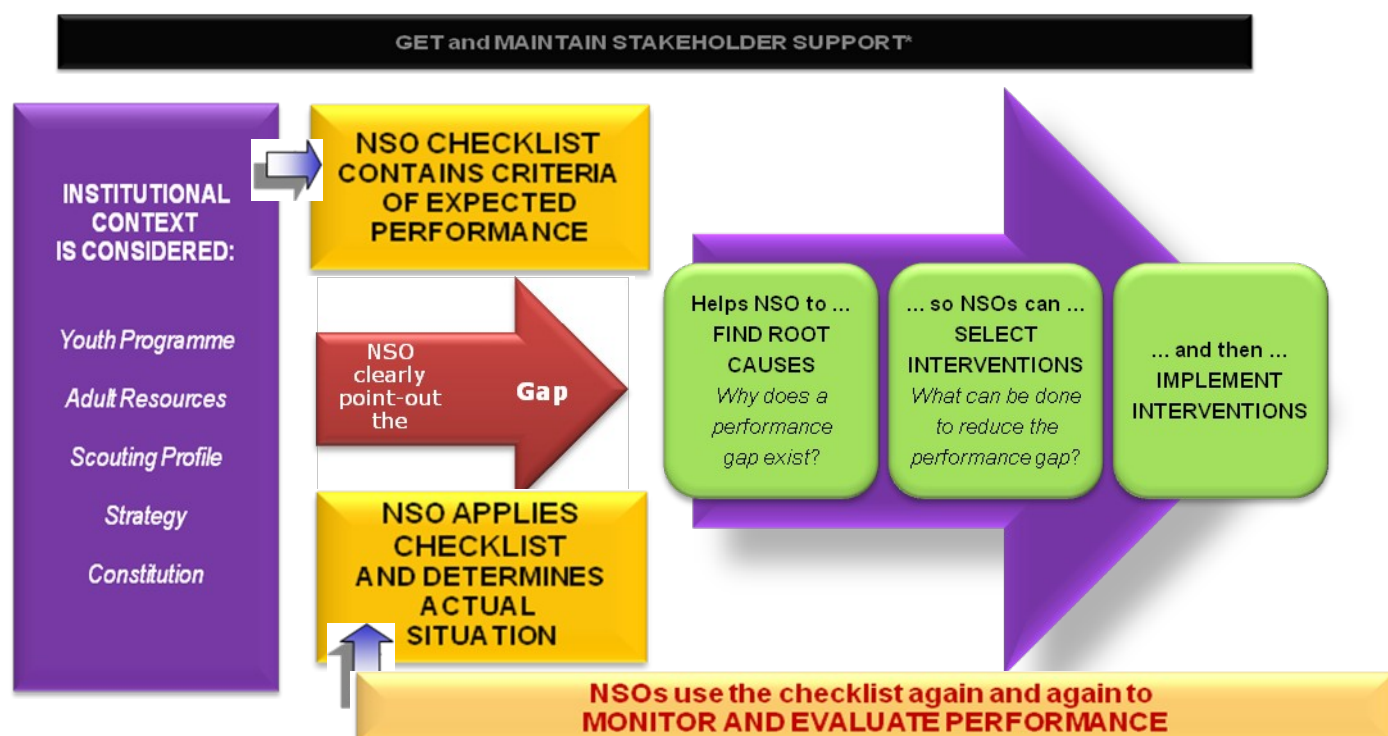 GET and MAINTAIN STAKEHOLDER SUPPORT*
INSTITUTIONAL
CONTEXT
IS CONSIDERED:
Youth Programme
Adult Resources
Scouting Profile
Strategy
Constitution
NSO CHECKLIST
CONTAINS CRITERIA
OF EXPECTED
PERFORMANCE
NSO
clearly
point-out
the
Gap
NSO APPLIES
CHECKLIST
AND DETERMINES
ACTUAL
SITUATION
Helps NSO to ...
FIND ROOT
CAUSES
Why does a
performance
gap exist?
... so NSOs can ...
SELECT
INTERVENTIONS
What can be done
to reduce the
performance gap?
... and then ...
IMPLEMENT
INTERVENTIONS
NSOs use the checklist again and again to
MONITOR AND EVALUATE PERFORMANCE